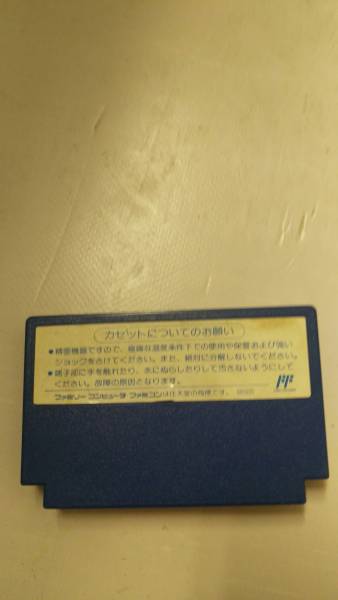 カセットについてのお願い
●精密機器ですので、極端な温度条件下での使用や保管および強い
ショックをさけてください。また、絶対に分解しないでください。
●端子部に手を触れたり、水にぬらしたりして汚さないようにして
ください。故障の原因となります。
ファミリーコンピュータ ファミコンは任天堂の商標です。